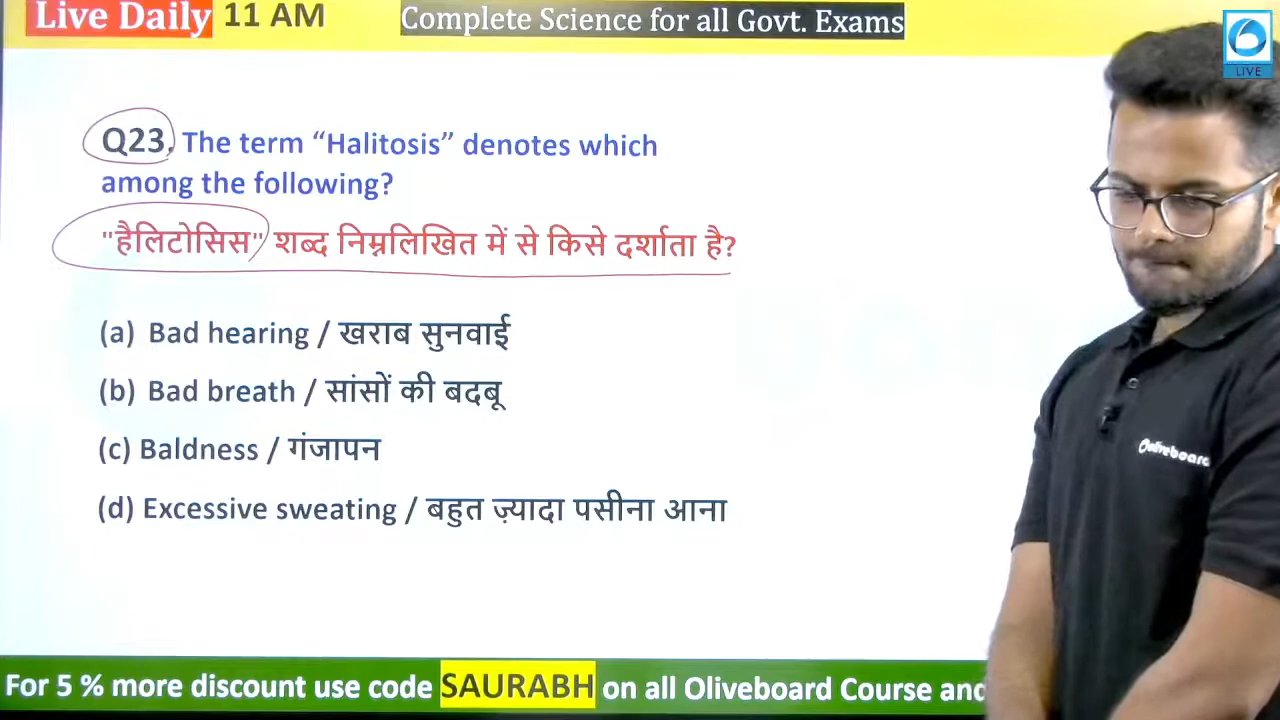 Live Daily 11 AM
Complete Science for all Govt. Exams
LIVE
Q23. The term “Halitosis” denotes which
among the following?
"हैलिटोसिस" शब्द निम्नलिखित में से किसे दर्शाता है?
(a) Bad hearing / खराब सुनवाई
(b) Bad breath / सांसों की बदबू
(c) Baldness / गंजापन
(d) Excessive sweating / बहुत ज़्यादा पसीना आना
oliveboard
For 5 % more discount use code SAURABH on all Oliveboard Course and